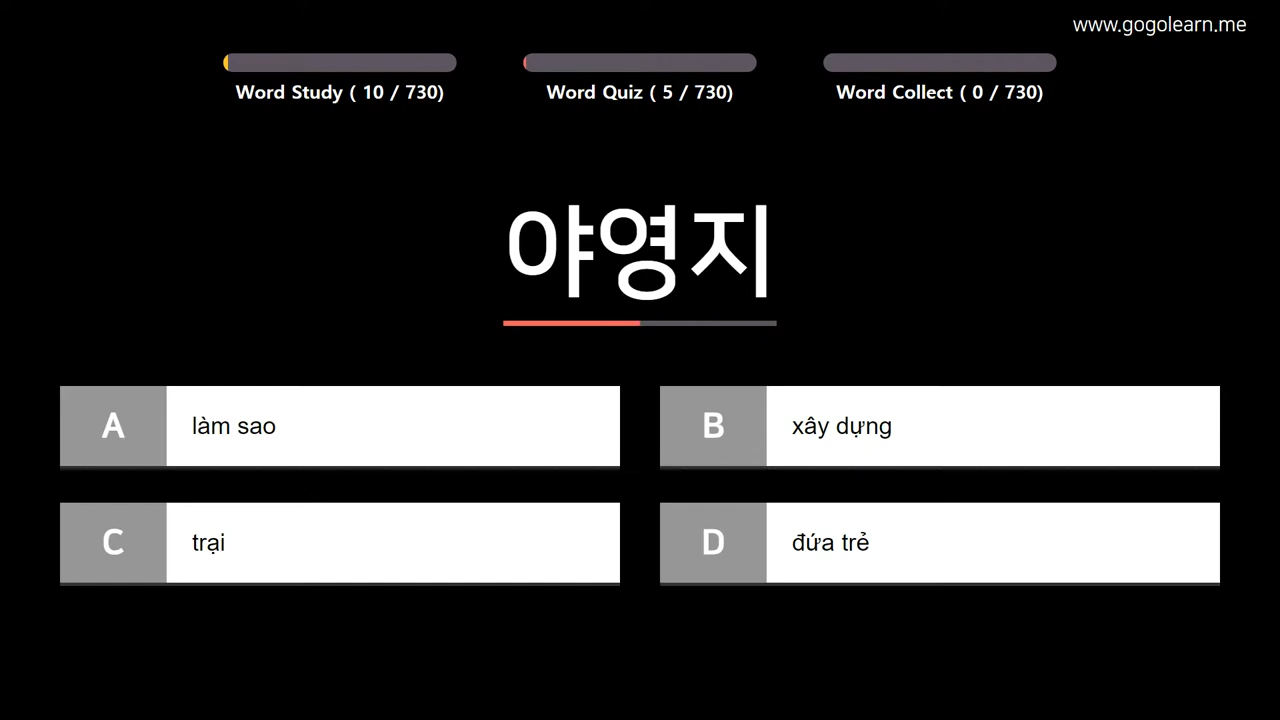 www.gogolearn.me
Word Study ( 10 / 730)
Word Quiz ( 5 / 730)
Word Collect ( 0 / 730)
야영지
A làm sao
B xây dựng
C trại
D đứa trẻ